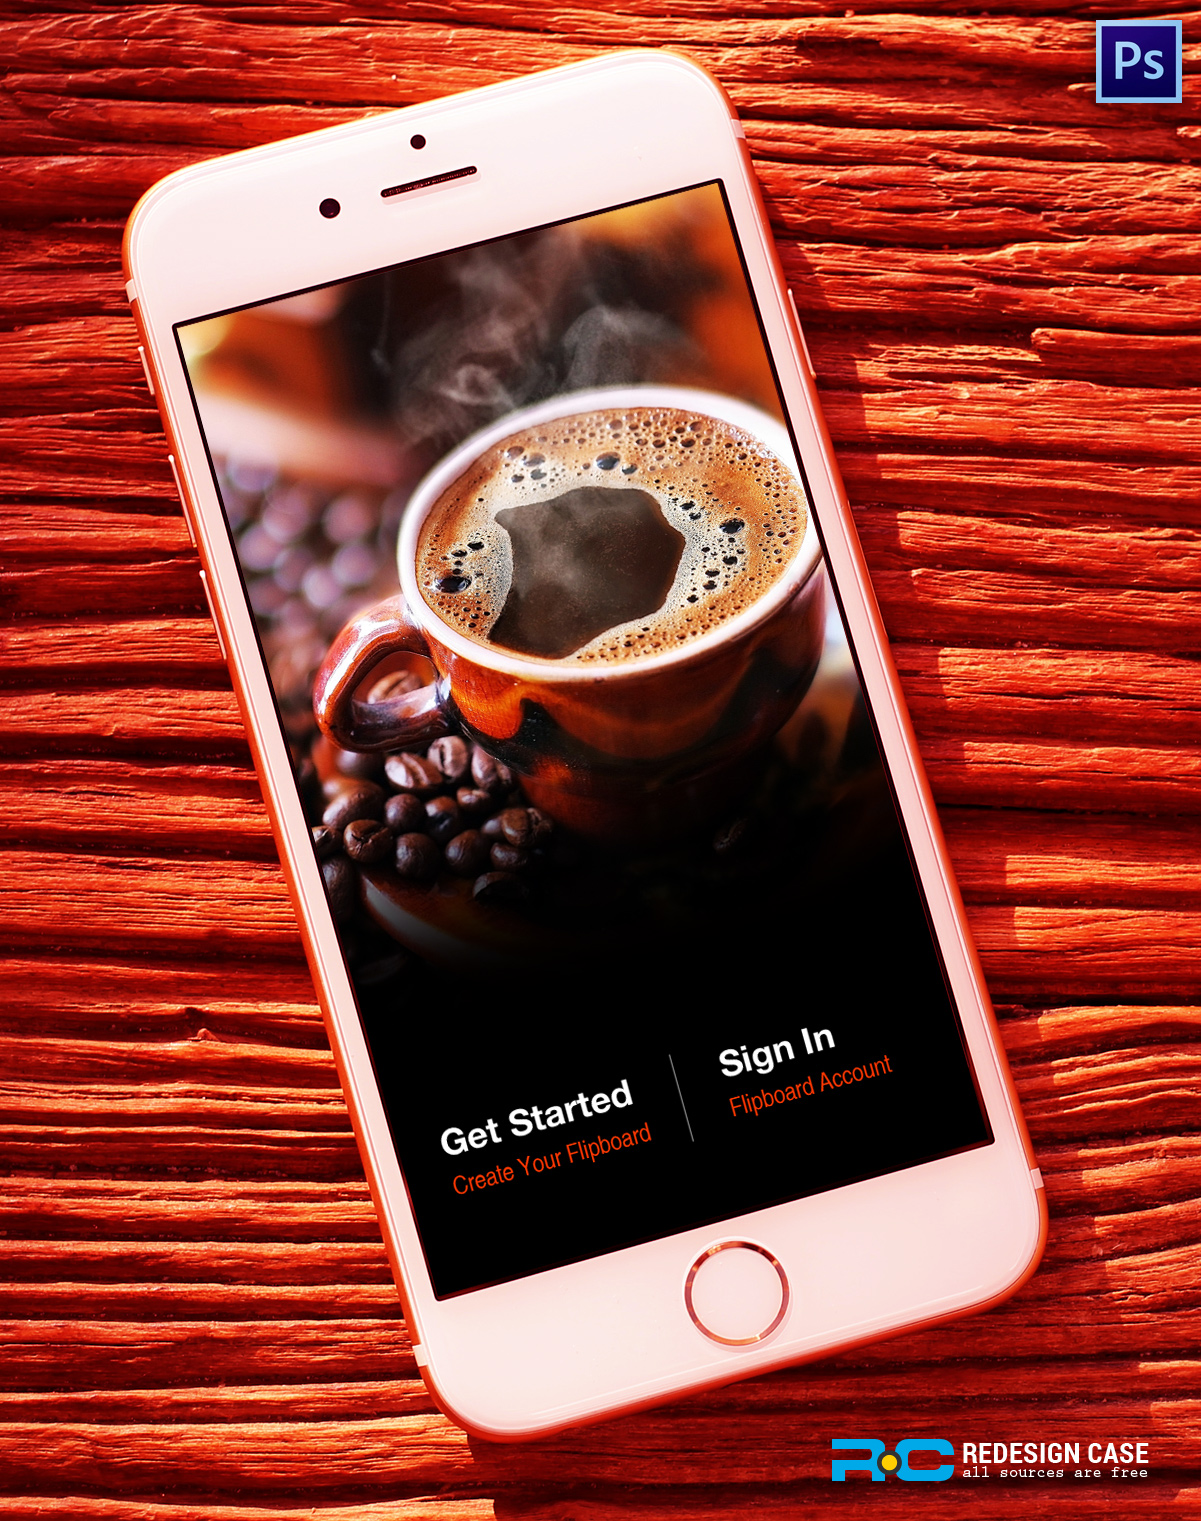 Ps
Get Started
Create Your Flipboard
Sign In
Flipboard Account
RC REDESIGN CASE
all sources are free